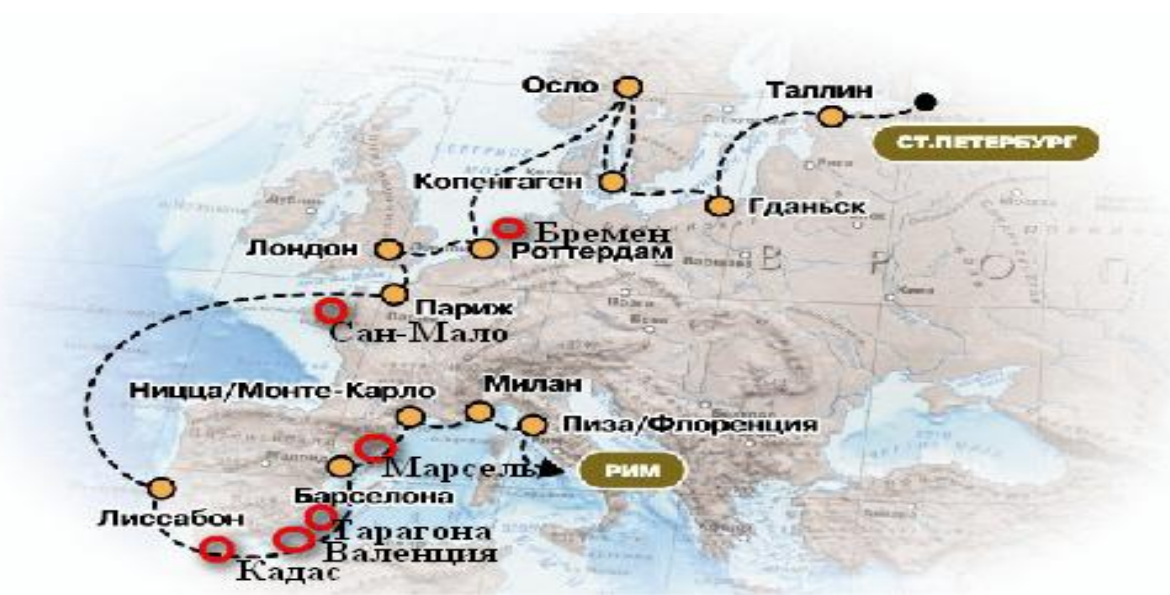 Осло
Таллин
СТ.ПЕТЕРБУРГ
Копенгаген
Гданьск
Бремен
Лондон
Роттердам
Париж
Сан-Мало
Милан
Ницца/Монте-Карло
Пиза/Флоренция
Марсель
РИМ
Барселона
Лиссабон
Тарагона
Валенция
Кадас